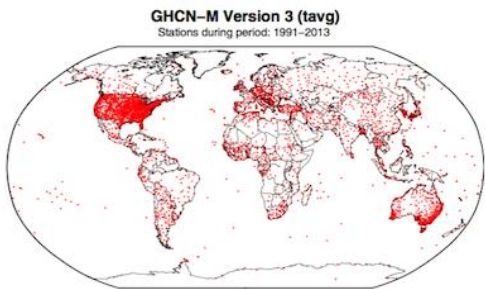 GHCN−M Version 3 (tavg)
Stations during period: 1991−2013